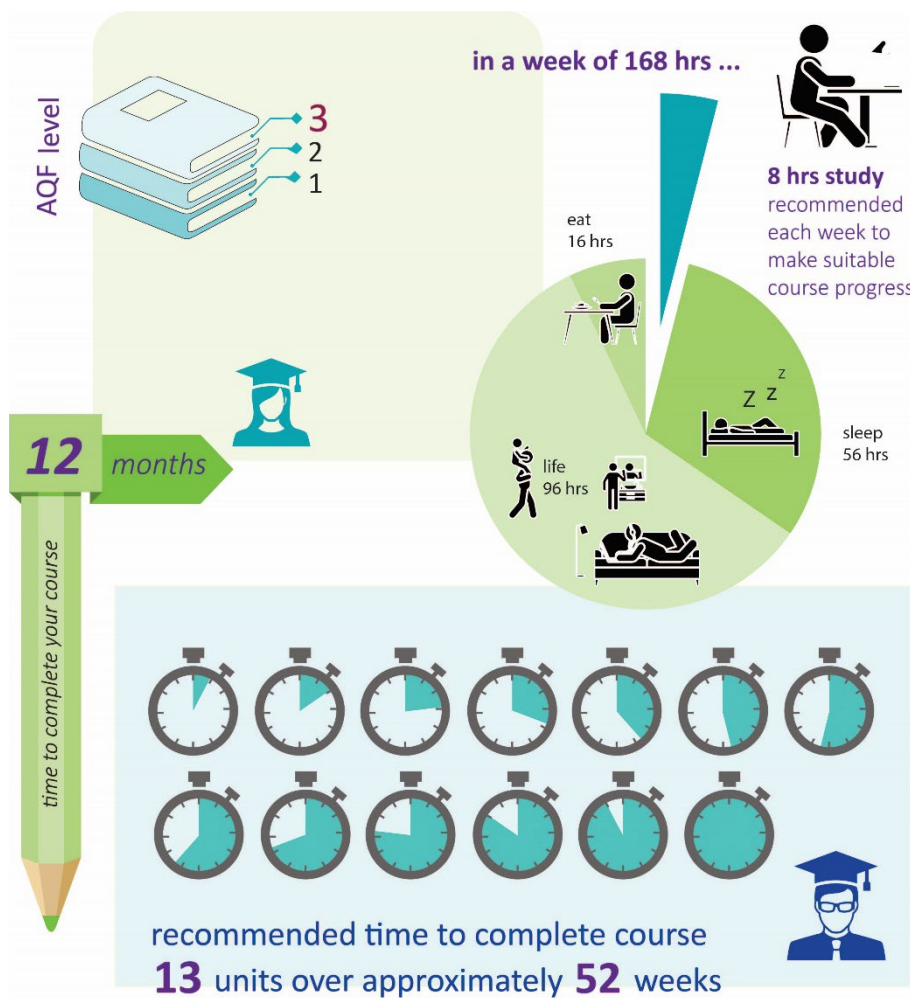 AQF level
3
2
1
in a week of 168 hrs ...
8 hrs study
recommended
each week to
make suitable
course progress
eat
16 hrs
z
z
z
sleep
56 hrs
life
96 hrs
12 months
time to complete your course
recommended time to complete course
13 units over approximately 52 weeks